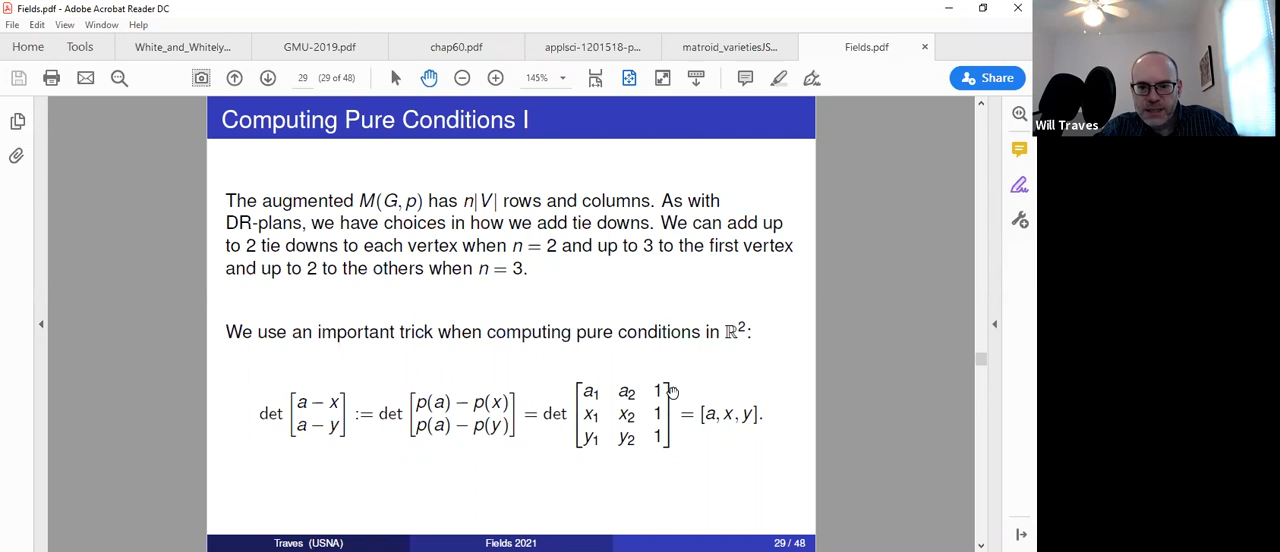 Fields.pdf - Adobe Acrobat Reader DC
File Edit View Window Help
Home Tools White_and_Whitely,... GMU-2019.pdf chap60.pdf applsci-1201518-p... matroid_varietiesJS... Fields.pdf ×
29 (29 of 48) 145% Share
Will Traves
Computing Pure Conditions I
The augmented M(G, p) has n|V| rows and columns. As with
DR-plans, we have choices in how we add tie downs. We can add up
to 2 tie downs to each vertex when n = 2 and up to 3 to the first vertex
and up to 2 to the others when n = 3.
We use an important trick when computing pure conditions in ℝ²:
det [a − x; a − y] := det [p(a) − p(x); p(a) − p(y)] = det [a₁ a₂ 1; x₁ x₂ 1; y₁ y₂ 1] = [a, x, y].
Traves (USNA) Fields 2021 29 / 48